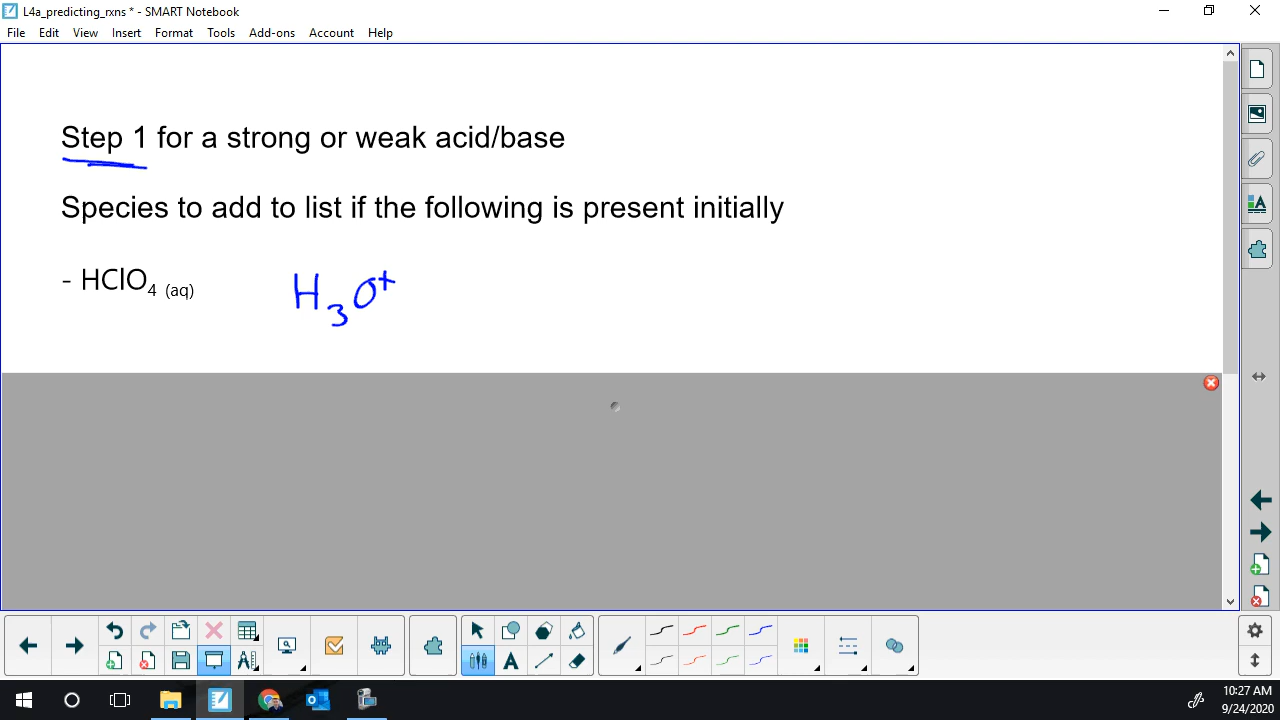 L4a_predicting_rxns * - SMART Notebook
File Edit View Insert Format Tools Add-ons Account Help
Step 1 for a strong or weak acid/base
Species to add to list if the following is present initially
- HClO₄ (aq) H₃O⁺
10:27 AM
9/24/2020